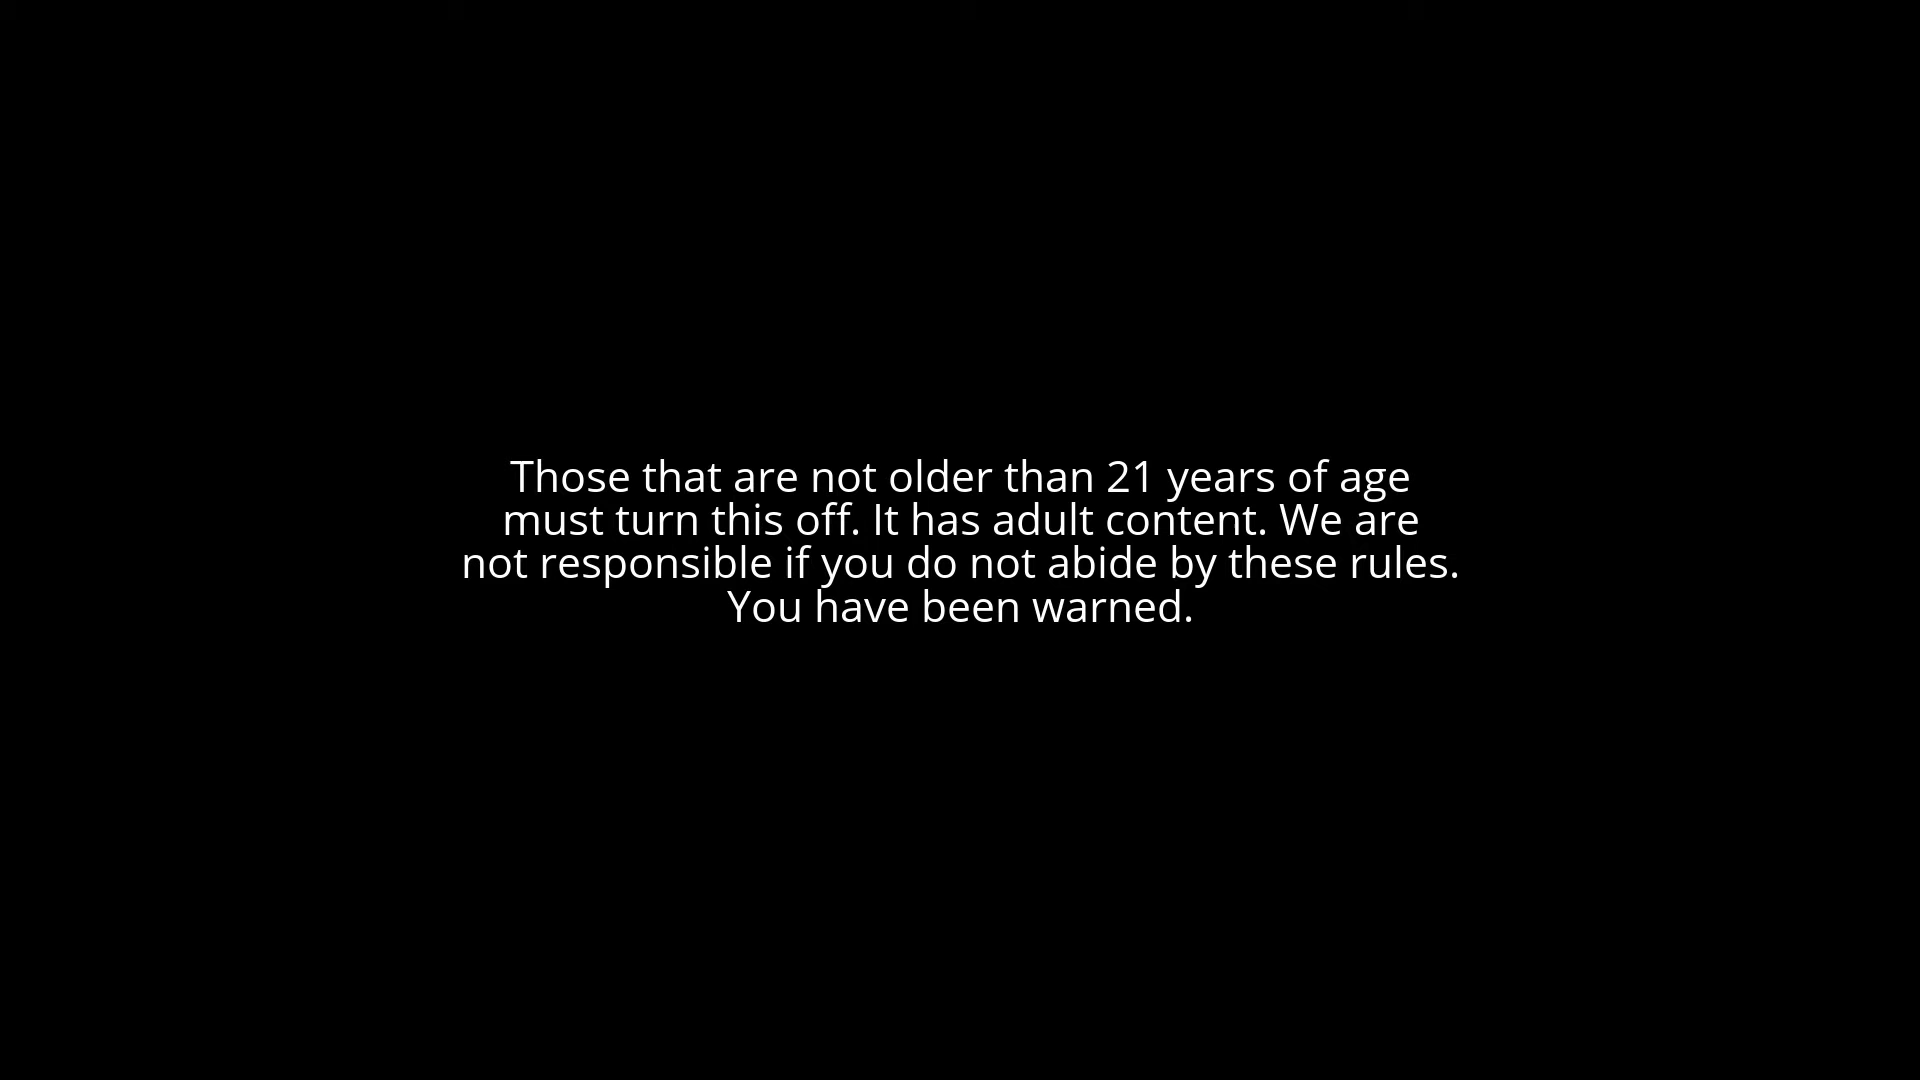 Those that are not older than 21 years of age
must turn this off. It has adult content. We are
not responsible if you do not abide by these rules.
You have been warned.